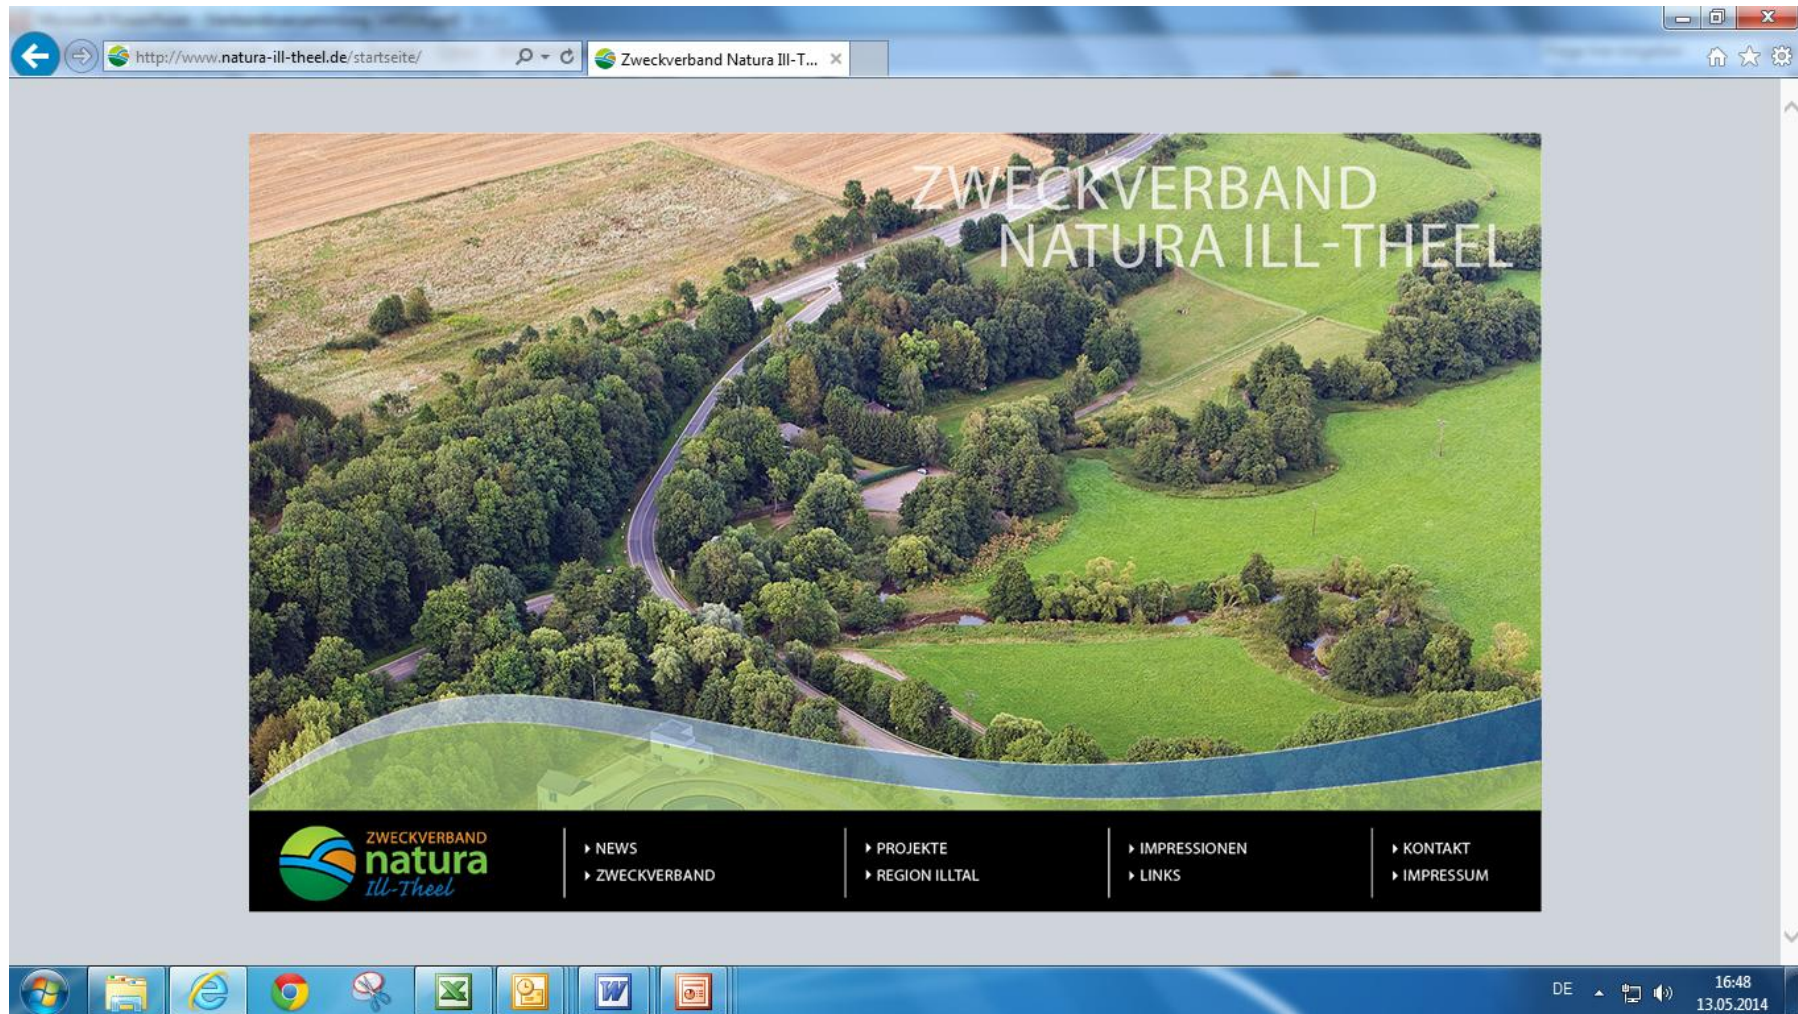 http://www.natura-ill-theel.de/startseite/
Zweckverband Natura Ill-T...
ZWECKVERBAND
NATURA ILL-THEEL
ZWECKVERBAND
natura
Ill-Theel
NEWS
ZWECKVERBAND
PROJEKTE
REGION ILLTAL
IMPRESSIONEN
LINKS
KONTAKT
IMPRESSUM
DE
16:48
13.05.2014